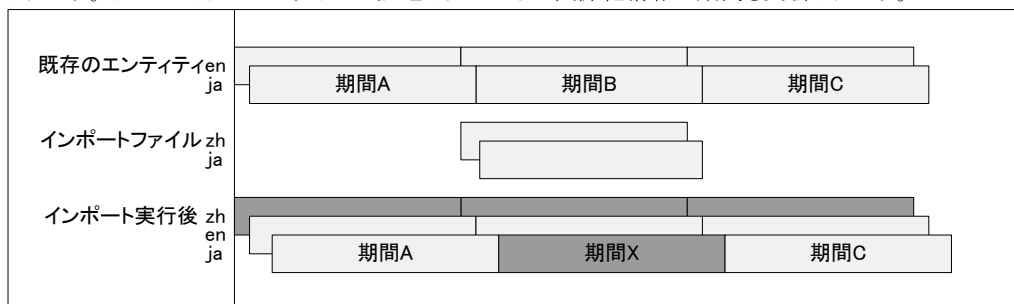 既存のエンティティen
ja
期間A 期間B 期間C
インポートファイル zh
ja
インポート実行後 zh
en
ja
期間A 期間X 期間C